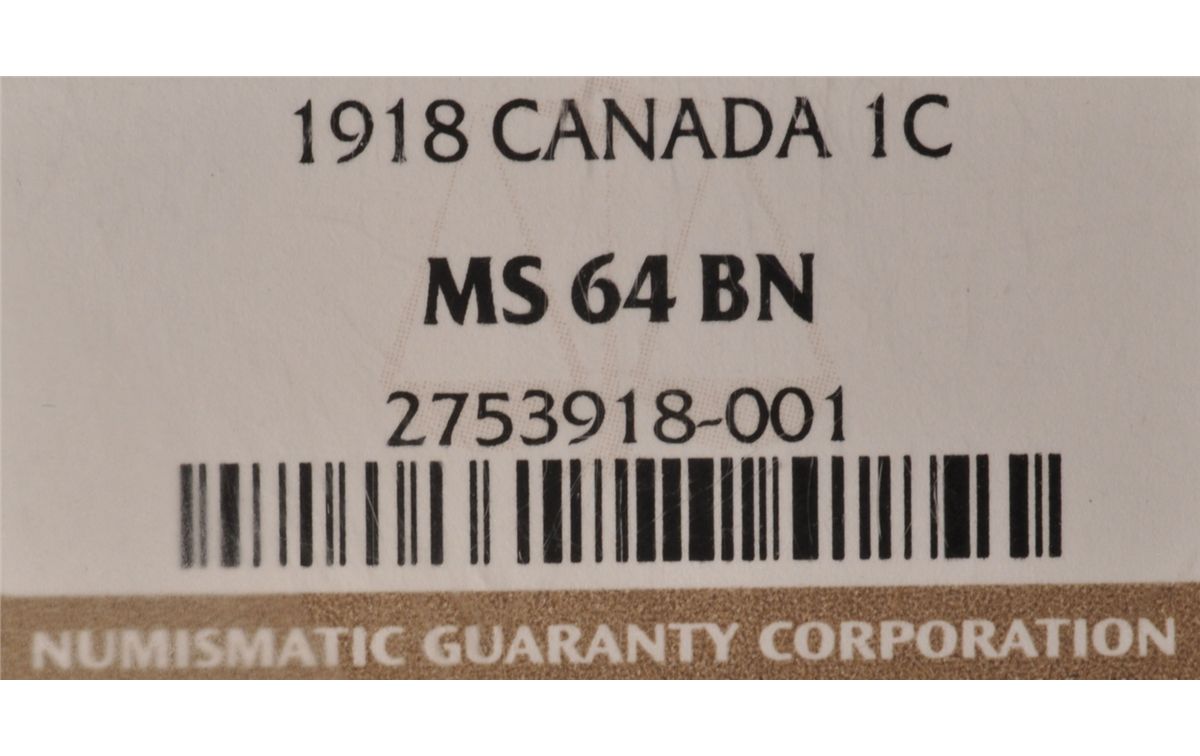 1918 CANADA 1C
MS 64 BN
2753918-001
NUMISMATIC GUARANTY CORPORATION